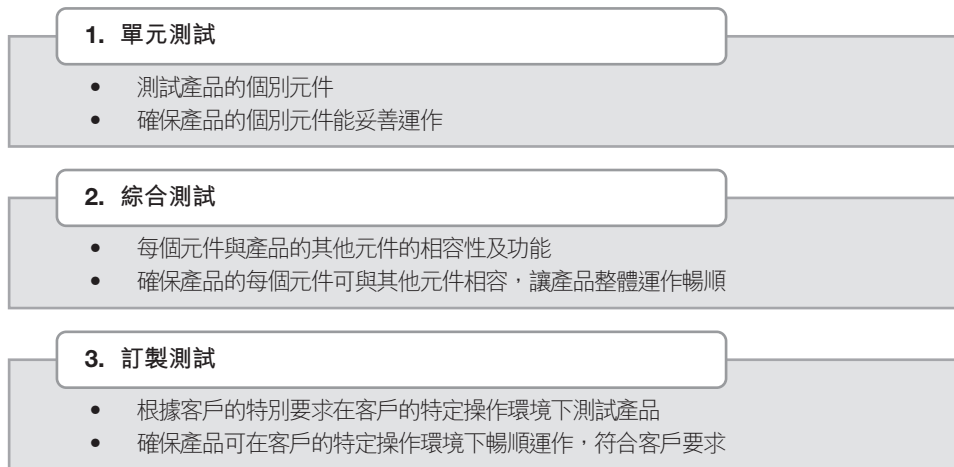 1. 單元測試
• 測試產品的個別元件
• 確保產品的個別元件能妥善運作
2. 綜合測試
• 每個元件與產品的其他元件的相容性及功能
• 確保產品的每個元件可與其他元件相容，讓產品整體運作暢順
3. 訂製測試
• 根據客戶的特別要求在客戶的特定操作環境下測試產品
• 確保產品可在客戶的特定操作環境下暢順運作，符合客戶要求